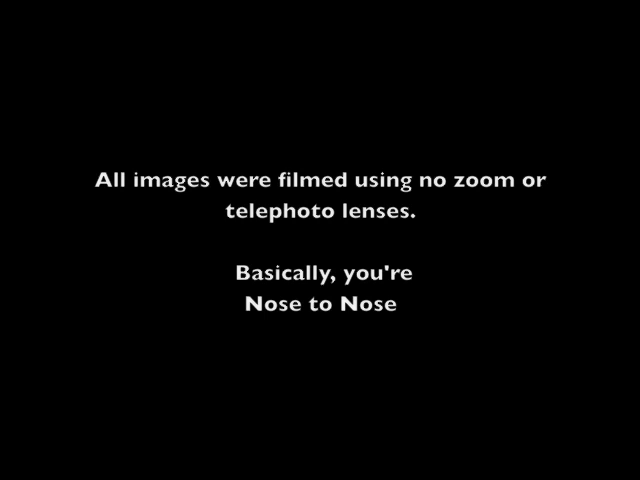 All images were filmed using no zoom or
telephoto lenses.
Basically, you're
Nose to Nose